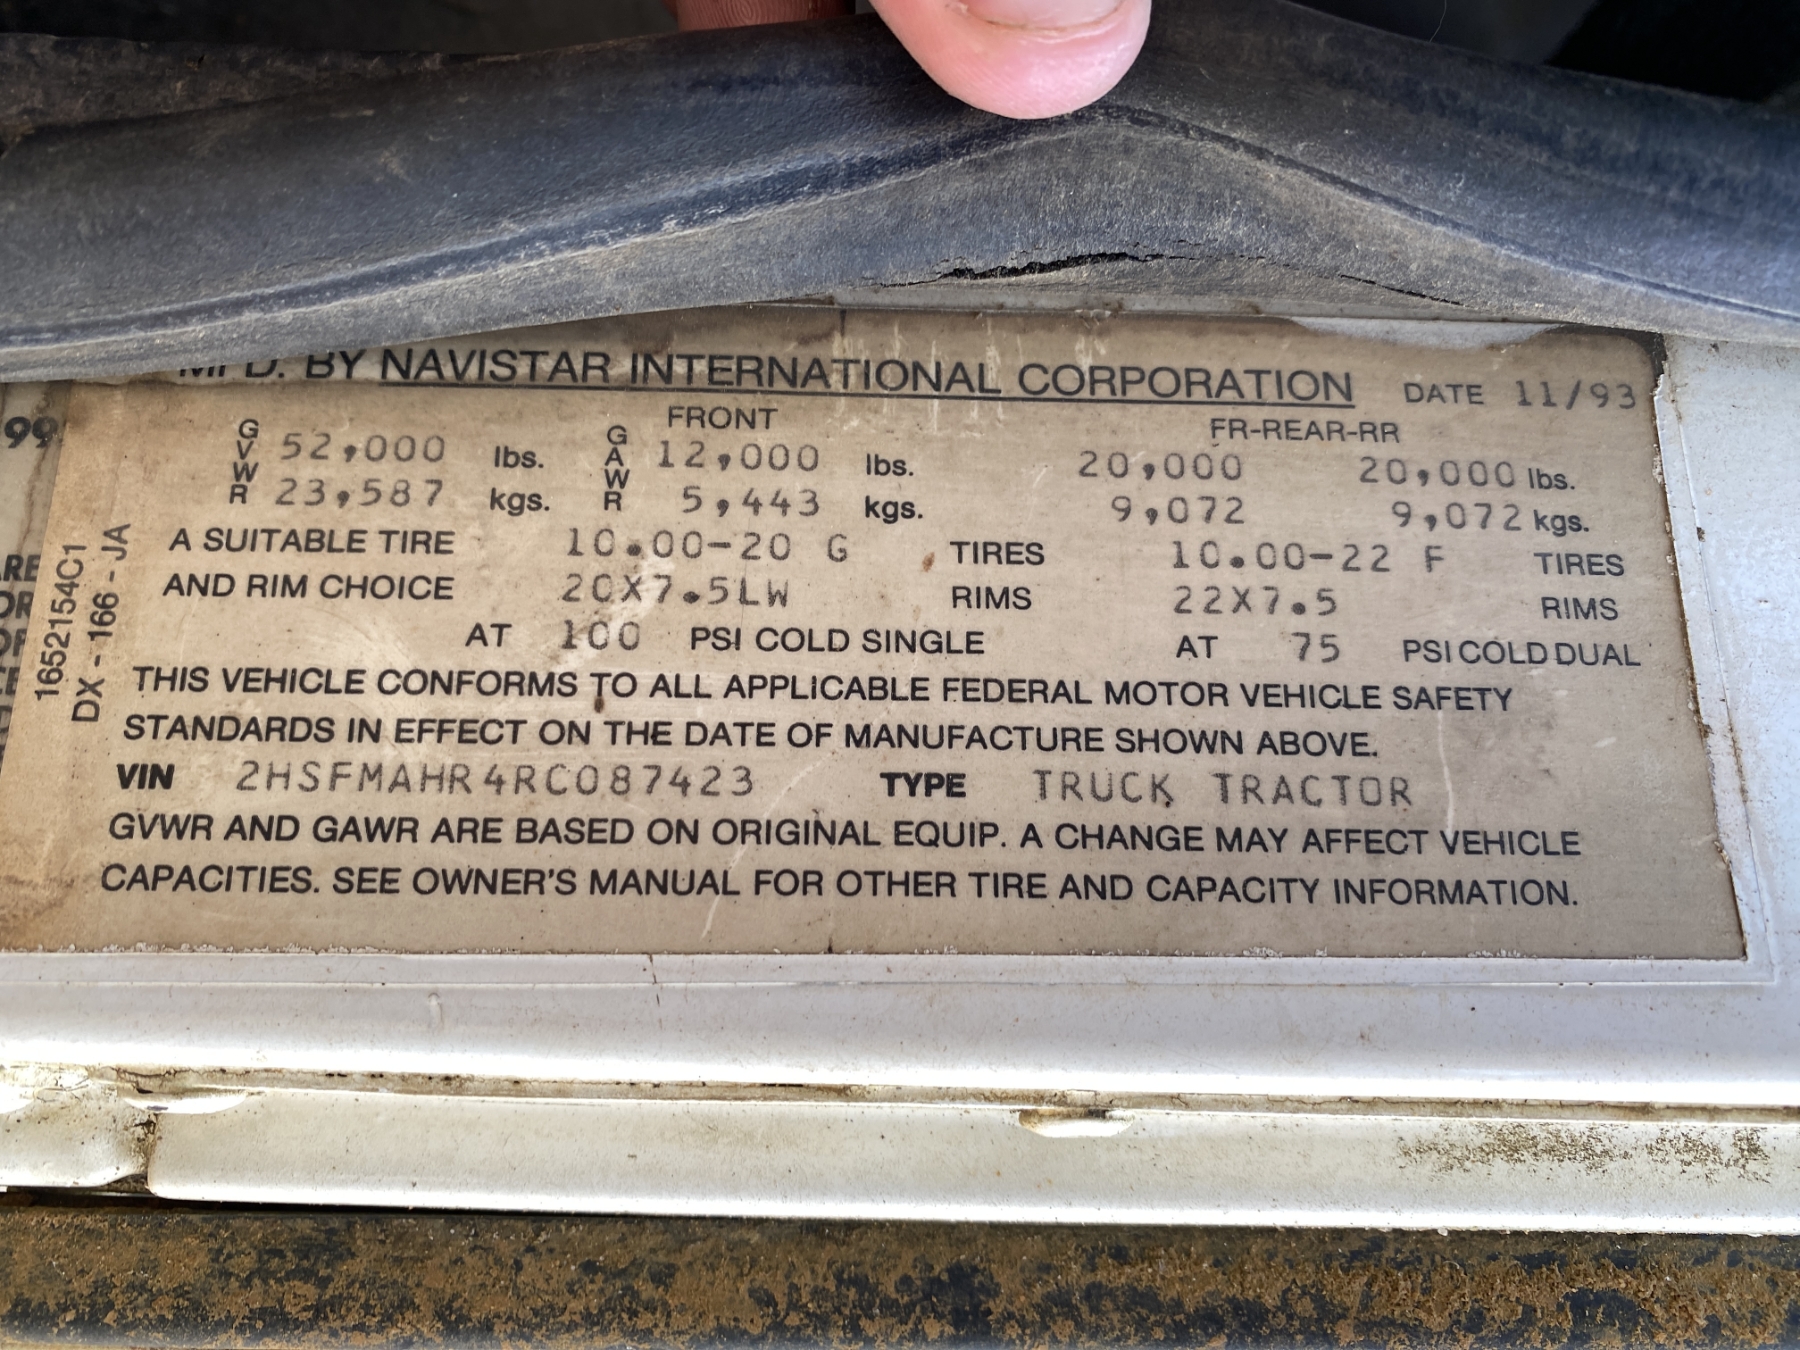 MFD. BY NAVISTAR INTERNATIONAL CORPORATION DATE 11/93
FRONT FR-REAR-RR
GVWR 52,000 lbs. GAWR 12,000 lbs. 20,000 20,000 lbs.
23,587 kgs. 5,443 kgs. 9,072 9,072 kgs.
A SUITABLE TIRE 10.00-20 G TIRES 10.00-22 F TIRES
AND RIM CHOICE 20X7.5LW RIMS 22X7.5 RIMS
AT 100 PSI COLD SINGLE AT 75 PSI COLD DUAL
THIS VEHICLE CONFORMS TO ALL APPLICABLE FEDERAL MOTOR VEHICLE SAFETY
STANDARDS IN EFFECT ON THE DATE OF MANUFACTURE SHOWN ABOVE.
VIN 2HSFMAHR4RC087423 TYPE TRUCK TRACTOR
GVWR AND GAWR ARE BASED ON ORIGINAL EQUIP. A CHANGE MAY AFFECT VEHICLE
CAPACITIES. SEE OWNER'S MANUAL FOR OTHER TIRE AND CAPACITY INFORMATION.
1652154C1
DX - 166 - JA